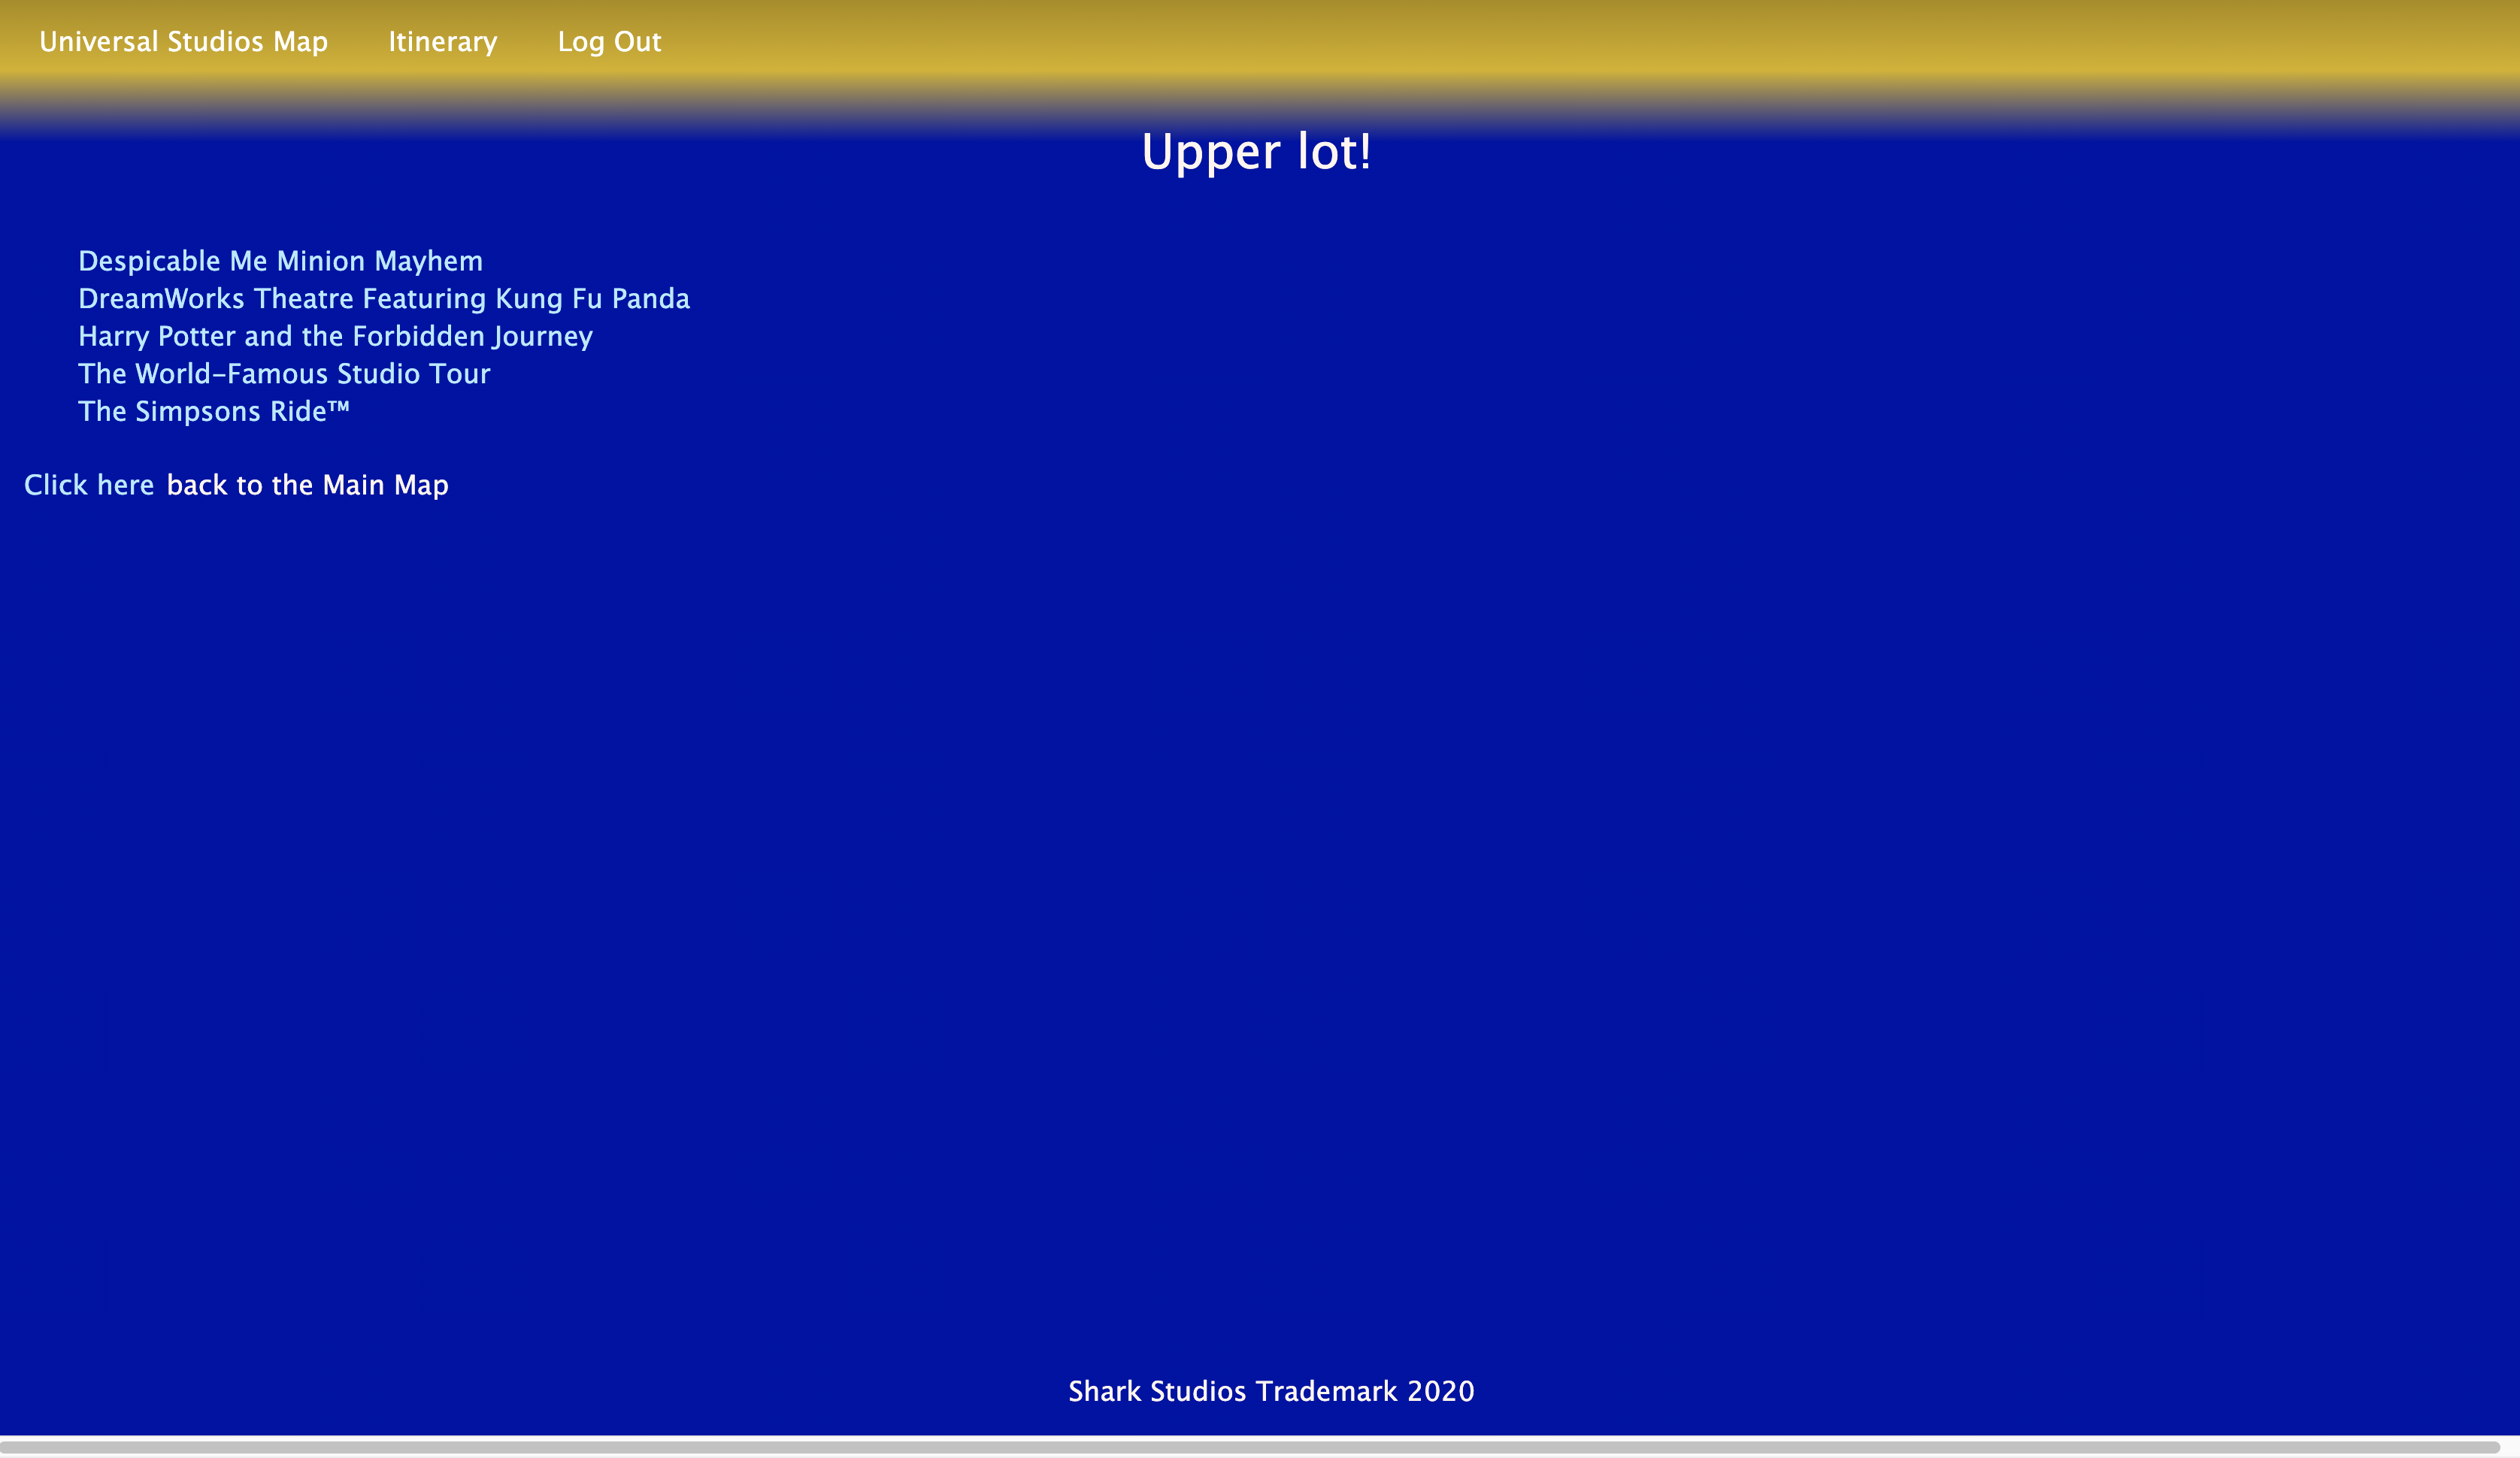 Universal Studios Map Itinerary Log Out
Upper lot!
Despicable Me Minion Mayhem
DreamWorks Theatre Featuring Kung Fu Panda
Harry Potter and the Forbidden Journey
The World-Famous Studio Tour
The Simpsons Ride™
Click here back to the Main Map
Shark Studios Trademark 2020